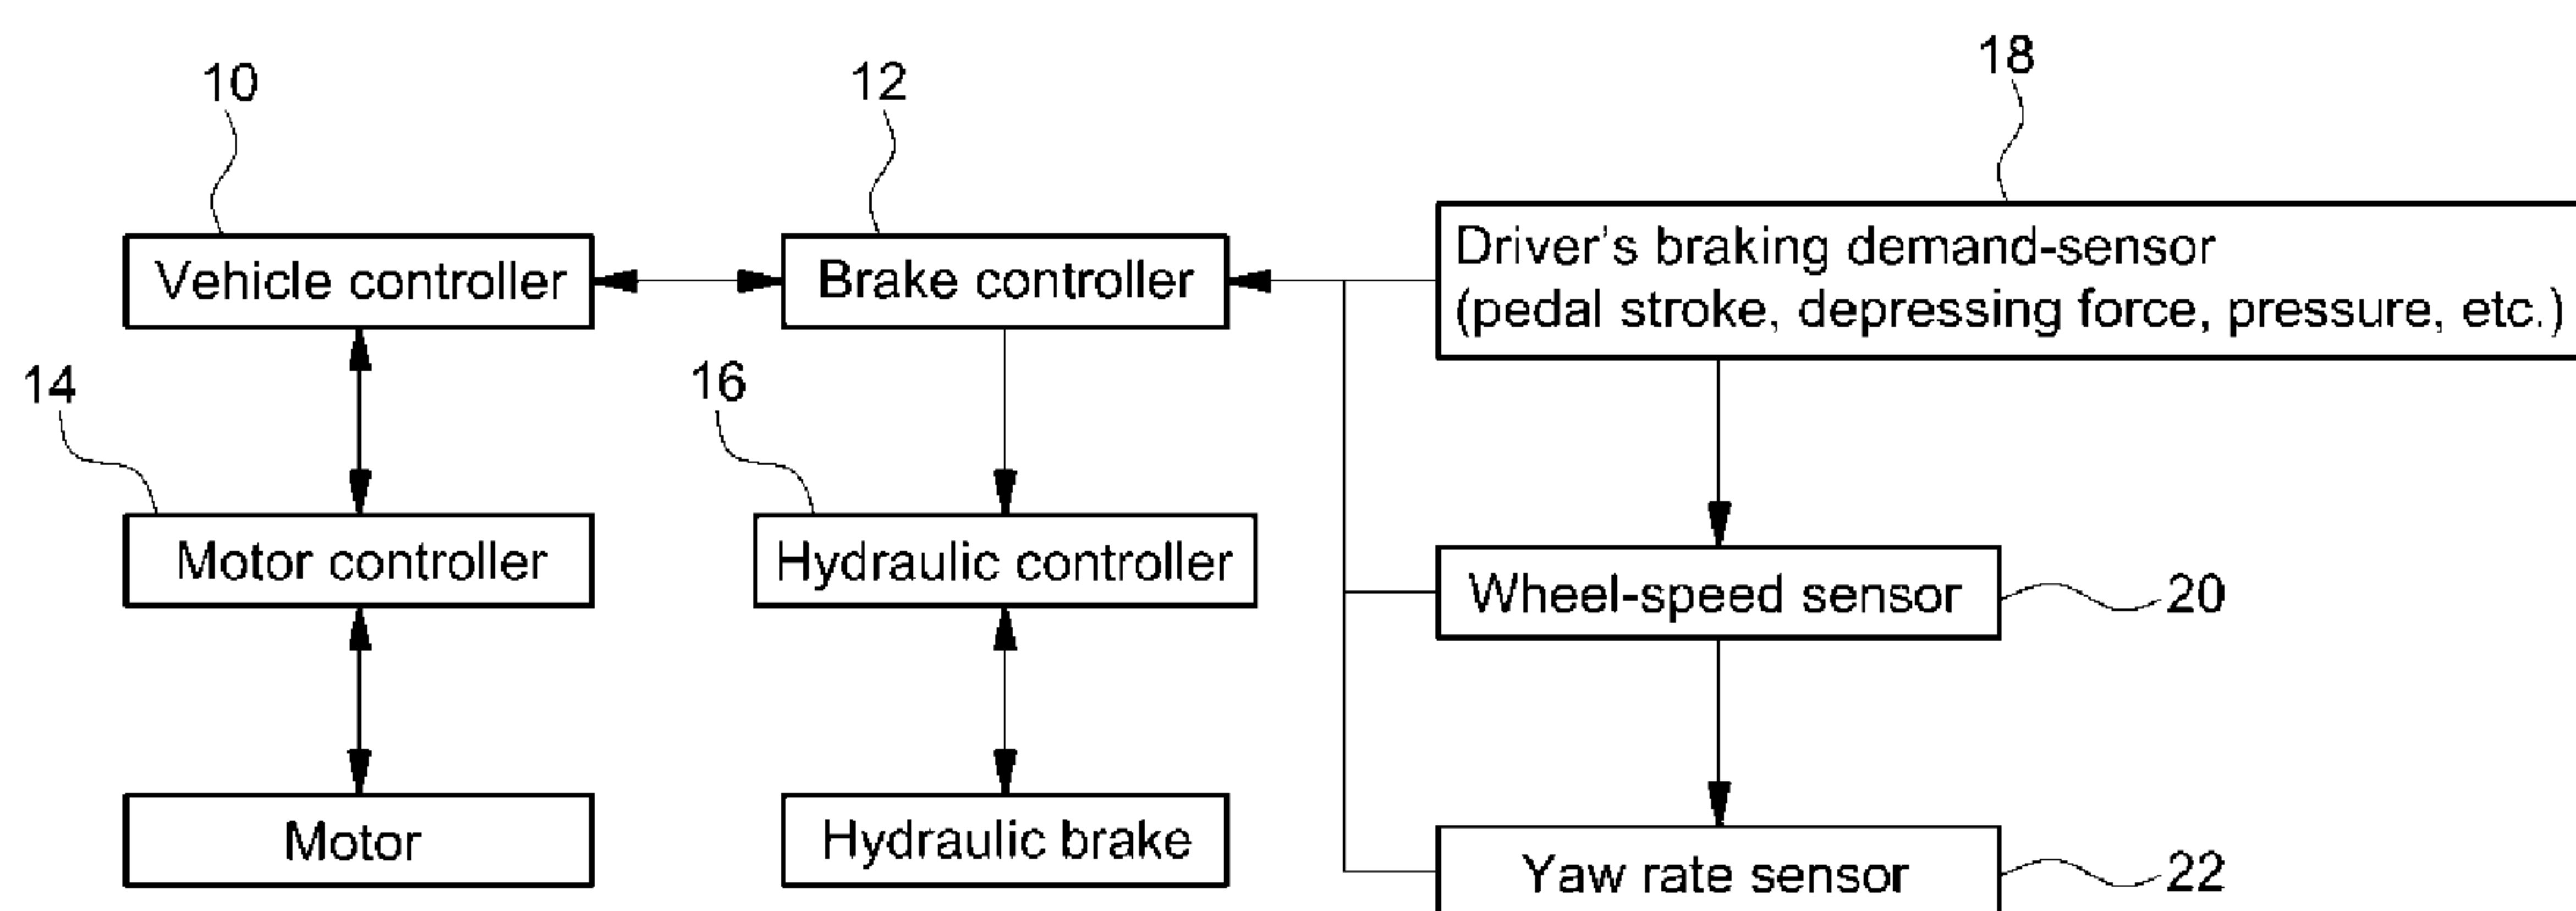 10
12
18
Vehicle controller
Brake controller
Driver's braking demand-sensor
(pedal stroke, depressing force, pressure, etc.)
14
16
Motor controller
Hydraulic controller
Wheel-speed sensor
20
Motor
Hydraulic brake
Yaw rate sensor
22